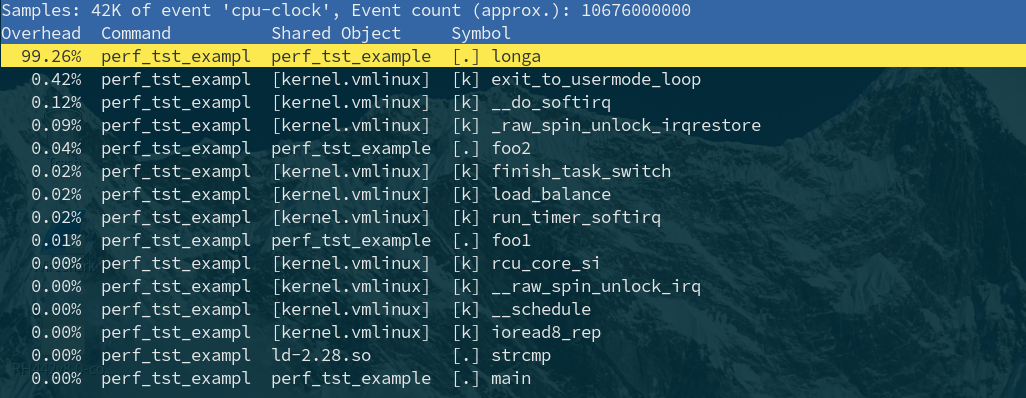 Samples: 42K of event 'cpu-clock', Event count (approx.): 10676000000
Overhead  Command        Shared Object     Symbol
  99.26%  perf_tst_exampl  perf_tst_example  [.] longa
   0.42%  perf_tst_exampl  [kernel.vmlinux]  [k] exit_to_usermode_loop
   0.12%  perf_tst_exampl  [kernel.vmlinux]  [k] __do_softirq
   0.09%  perf_tst_exampl  [kernel.vmlinux]  [k] _raw_spin_unlock_irqrestore
   0.04%  perf_tst_exampl  perf_tst_example  [.] foo2
   0.02%  perf_tst_exampl  [kernel.vmlinux]  [k] finish_task_switch
   0.02%  perf_tst_exampl  [kernel.vmlinux]  [k] load_balance
   0.02%  perf_tst_exampl  [kernel.vmlinux]  [k] run_timer_softirq
   0.01%  perf_tst_exampl  perf_tst_example  [.] foo1
   0.00%  perf_tst_exampl  [kernel.vmlinux]  [k] rcu_core_si
   0.00%  perf_tst_exampl  [kernel.vmlinux]  [k] __raw_spin_unlock_irq
   0.00%  perf_tst_exampl  [kernel.vmlinux]  [k] __schedule
   0.00%  perf_tst_exampl  [kernel.vmlinux]  [k] ioread8_rep
   0.00%  perf_tst_exampl  ld-2.28.so        [.] strcmp
   0.00%  perf_tst_exampl  perf_tst_example  [.] main